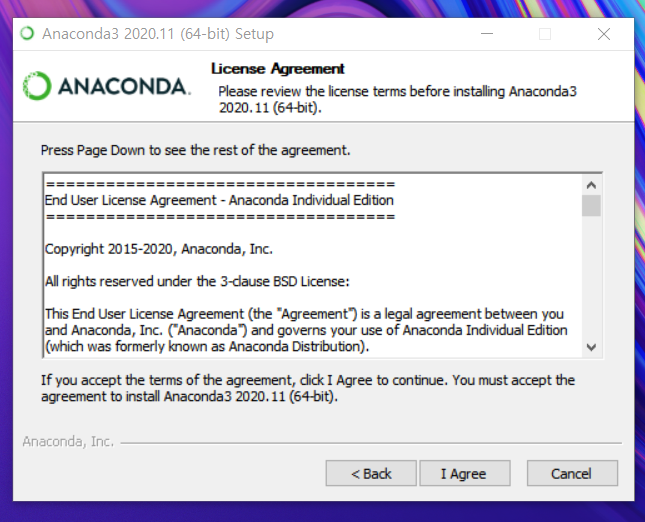 Anaconda3 2020.11 (64-bit) Setup
ANACONDA.
License Agreement
Please review the license terms before installing Anaconda3
2020.11 (64-bit).
Press Page Down to see the rest of the agreement.
===================================
End User License Agreement - Anaconda Individual Edition
===================================
Copyright 2015-2020, Anaconda, Inc.
All rights reserved under the 3-clause BSD License:
This End User License Agreement (the "Agreement") is a legal agreement between you
and Anaconda, Inc. ("Anaconda") and governs your use of Anaconda Individual Edition
(which was formerly known as Anaconda Distribution).
If you accept the terms of the agreement, click I Agree to continue. You must accept the
agreement to install Anaconda3 2020.11 (64-bit).
Anaconda, Inc.
< Back
I Agree
Cancel